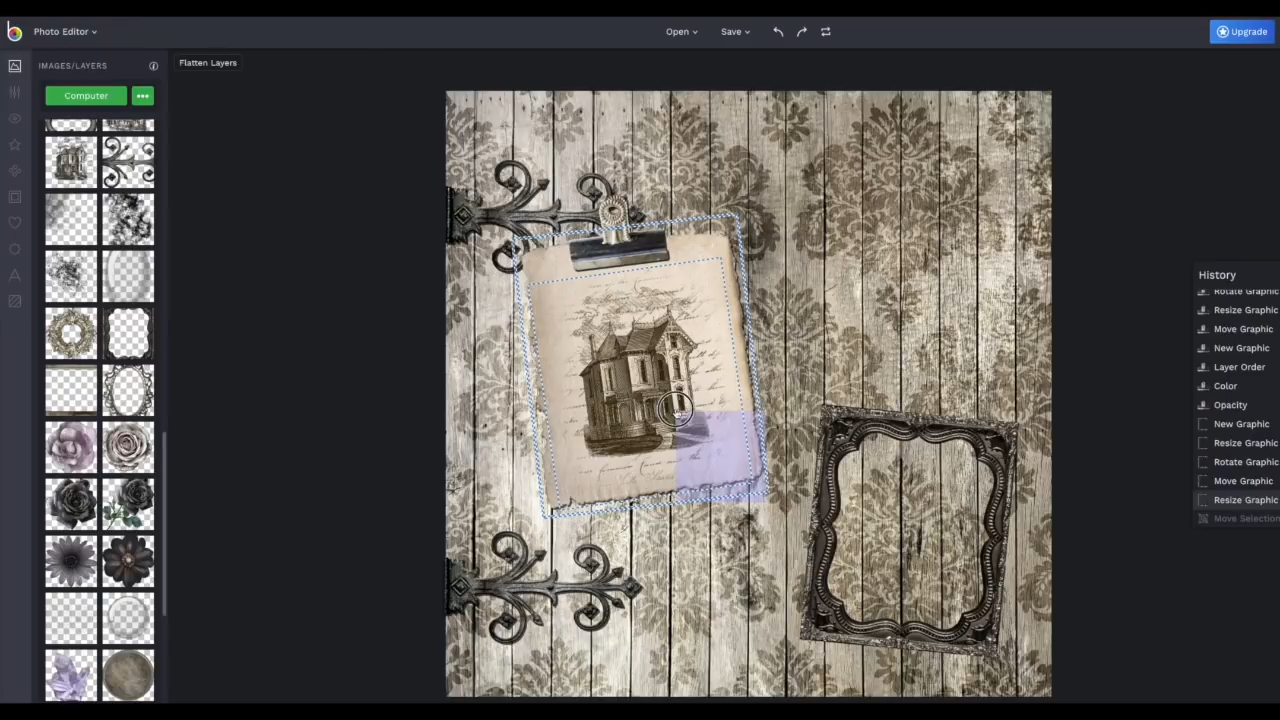 Photo Editor
Open
Save
Upgrade
IMAGES/LAYERS
Flatten Layers
Computer
History
Rotate Graphic
Resize Graphic
Move Graphic
New Graphic
Layer Order
Color
Opacity
New Graphic
Resize Graphic
Rotate Graphic
Move Graphic
Resize Graphic
Move Selection